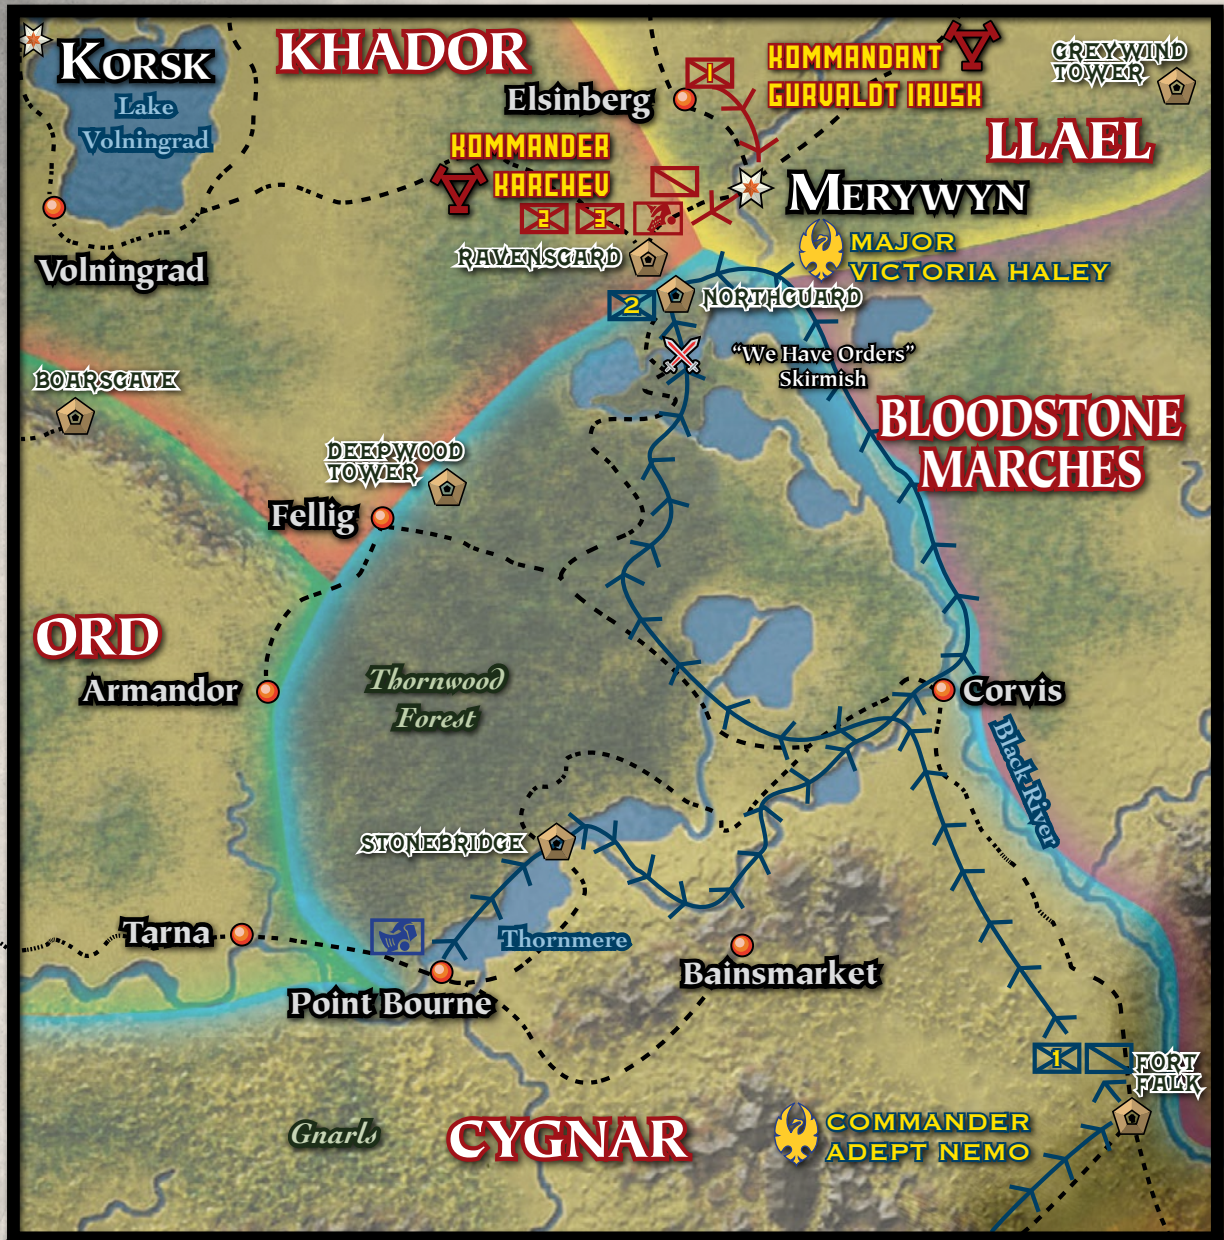 KORSK
KHADOR
KOMMANDANT
GURVALDT IRUSK
GREYWIND
TOWER
Lake
Volningrad
Elsinberg
1
LLAEL
KOMMANDER
KARCHEV
2
3
MERYWYN
RAVENSGARD
MAJOR
VICTORIA HALEY
Volningrad
2
NORTHGUARD
“We Have Orders”
Skirmish
BOARSGATE
BLOODSTONE
MARCHES
DEEPWOOD
TOWER
Fellig
ORD
Armandor
Thornwood
Forest
Corvis
Black River
STONEBRIDGE
Tarna
Thornmere
Bainsmarket
Point Bourne
1
FORT
FALK
Gnarls
CYGNAR
COMMANDER
ADEPT NEMO